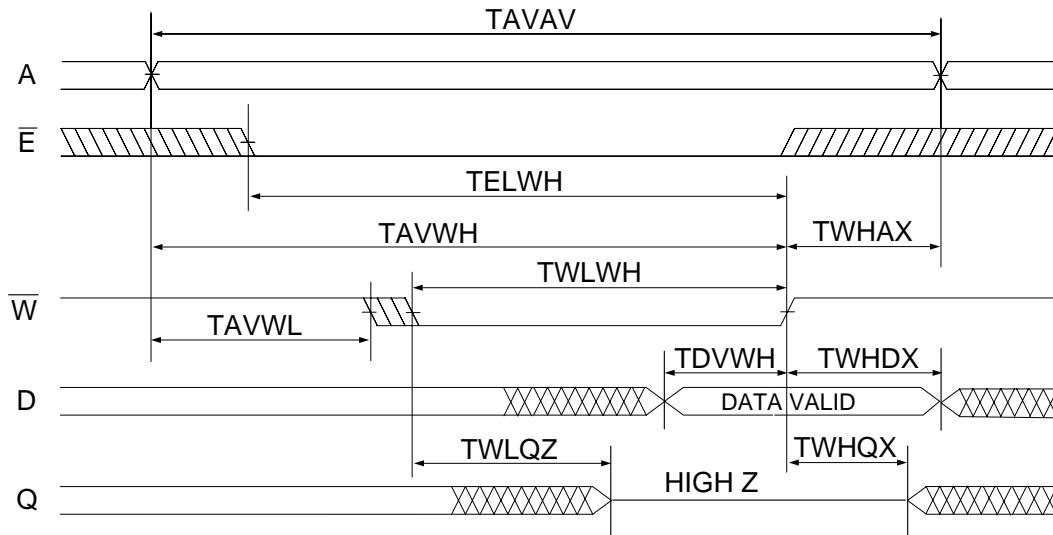 TAVAV
A
E
TELWH
TAVWH
TWHAX
TWLWH
W
TAVWL
TDVWH
TWHDX
D
DATA VALID
TWLQZ
TWHQX
HIGH Z
Q